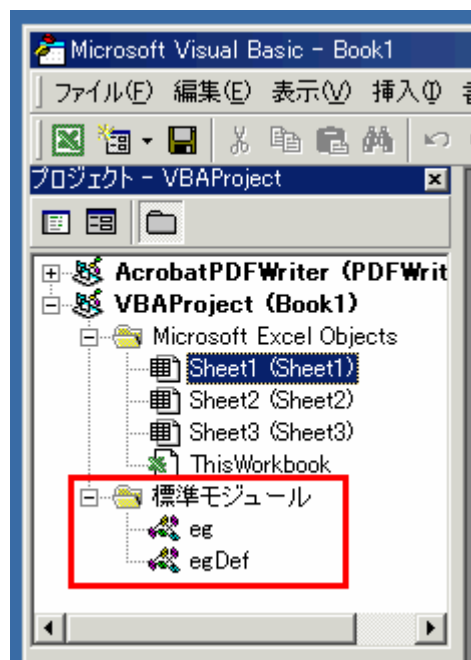 Microsoft Visual Basic - Book1
ファイル(F) 編集(E) 表示(V) 挿入(I)
プロジェクト - VBAProject
AcrobatPDFWriter (PDFWrit
VBAProject (Book1)
Microsoft Excel Objects
Sheet1 (Sheet1)
Sheet2 (Sheet2)
Sheet3 (Sheet3)
ThisWorkbook
標準モジュール
eg
egDef